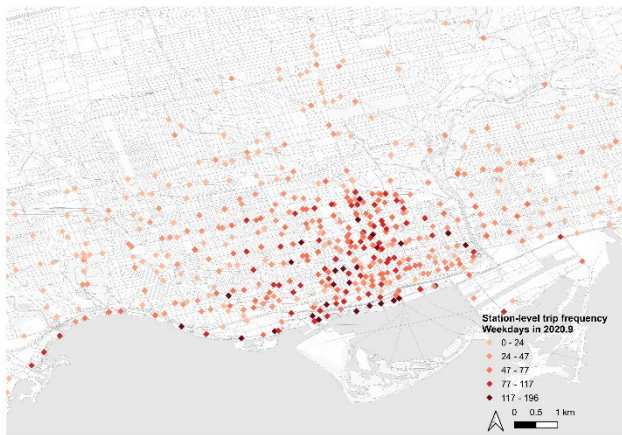 Station-level trip frequency
Weekdays in 2020.9
0 - 24
24 - 47
47 - 77
77 - 117
117 - 196
0 0.5 1 km